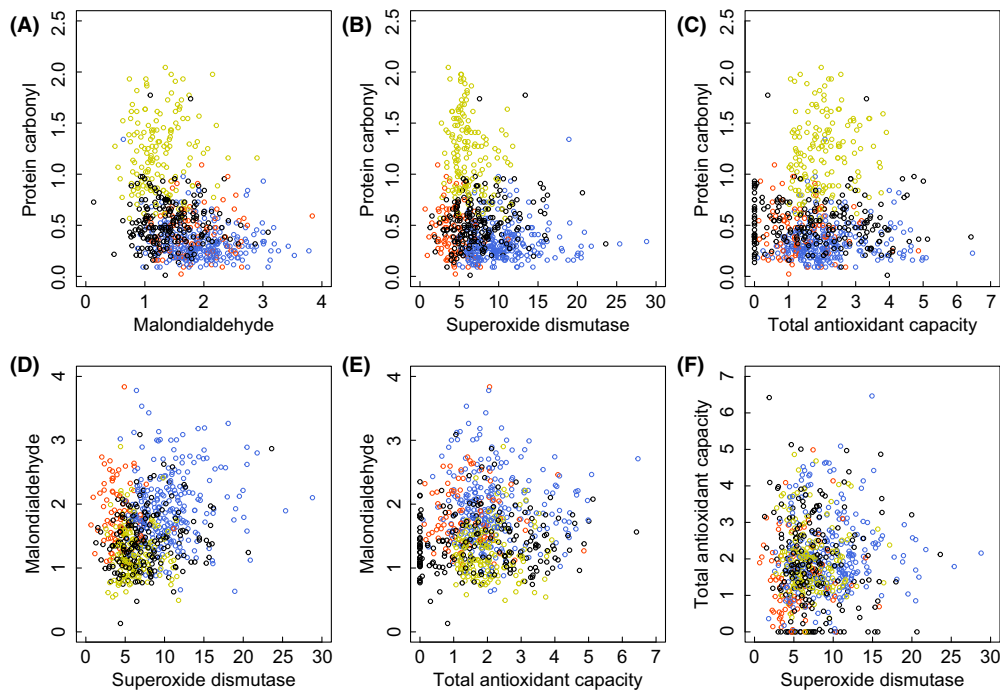 (A)
Protein carbonyl
2.5
2.0
1.5
1.0
0.5
0.0
0 1 2 3 4
Malondialdehyde
(B)
Protein carbonyl
2.5
2.0
1.5
1.0
0.5
0.0
0 5 10 15 20 25 30
Superoxide dismutase
(C)
Protein carbonyl
2.5
2.0
1.5
1.0
0.5
0.0
0 1 2 3 4 5 6 7
Total antioxidant capacity
(D)
Malondialdehyde
4
3
2
1
0
0 5 10 15 20 25 30
Superoxide dismutase
(E)
Malondialdehyde
4
3
2
1
0
0 1 2 3 4 5 6 7
Total antioxidant capacity
(F)
Total antioxidant capacity
7
6
5
4
3
2
1
0
0 5 10 15 20 25 30
Superoxide dismutase